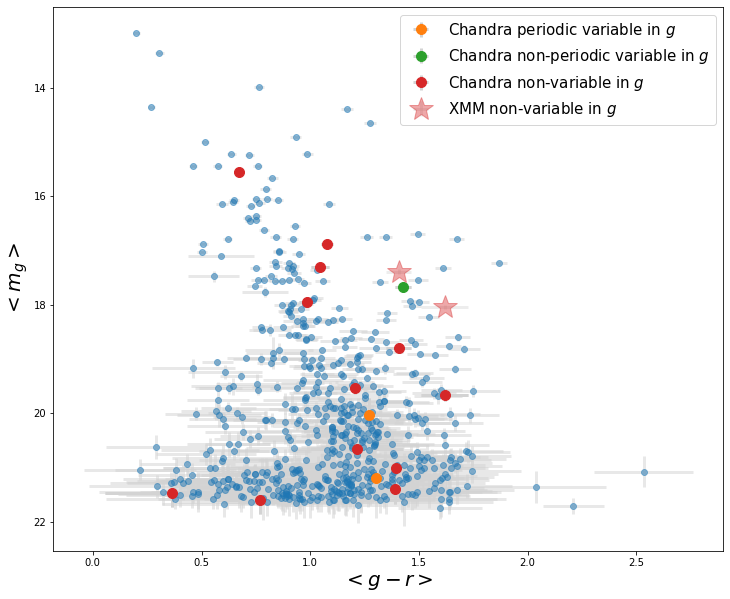 Chandra periodic variable in g
Chandra non-periodic variable in g
Chandra non-variable in g
XMM non-variable in g
14
16
18
20
22
< m_g >
0.0 0.5 1.0 1.5 2.0 2.5
< g − r >